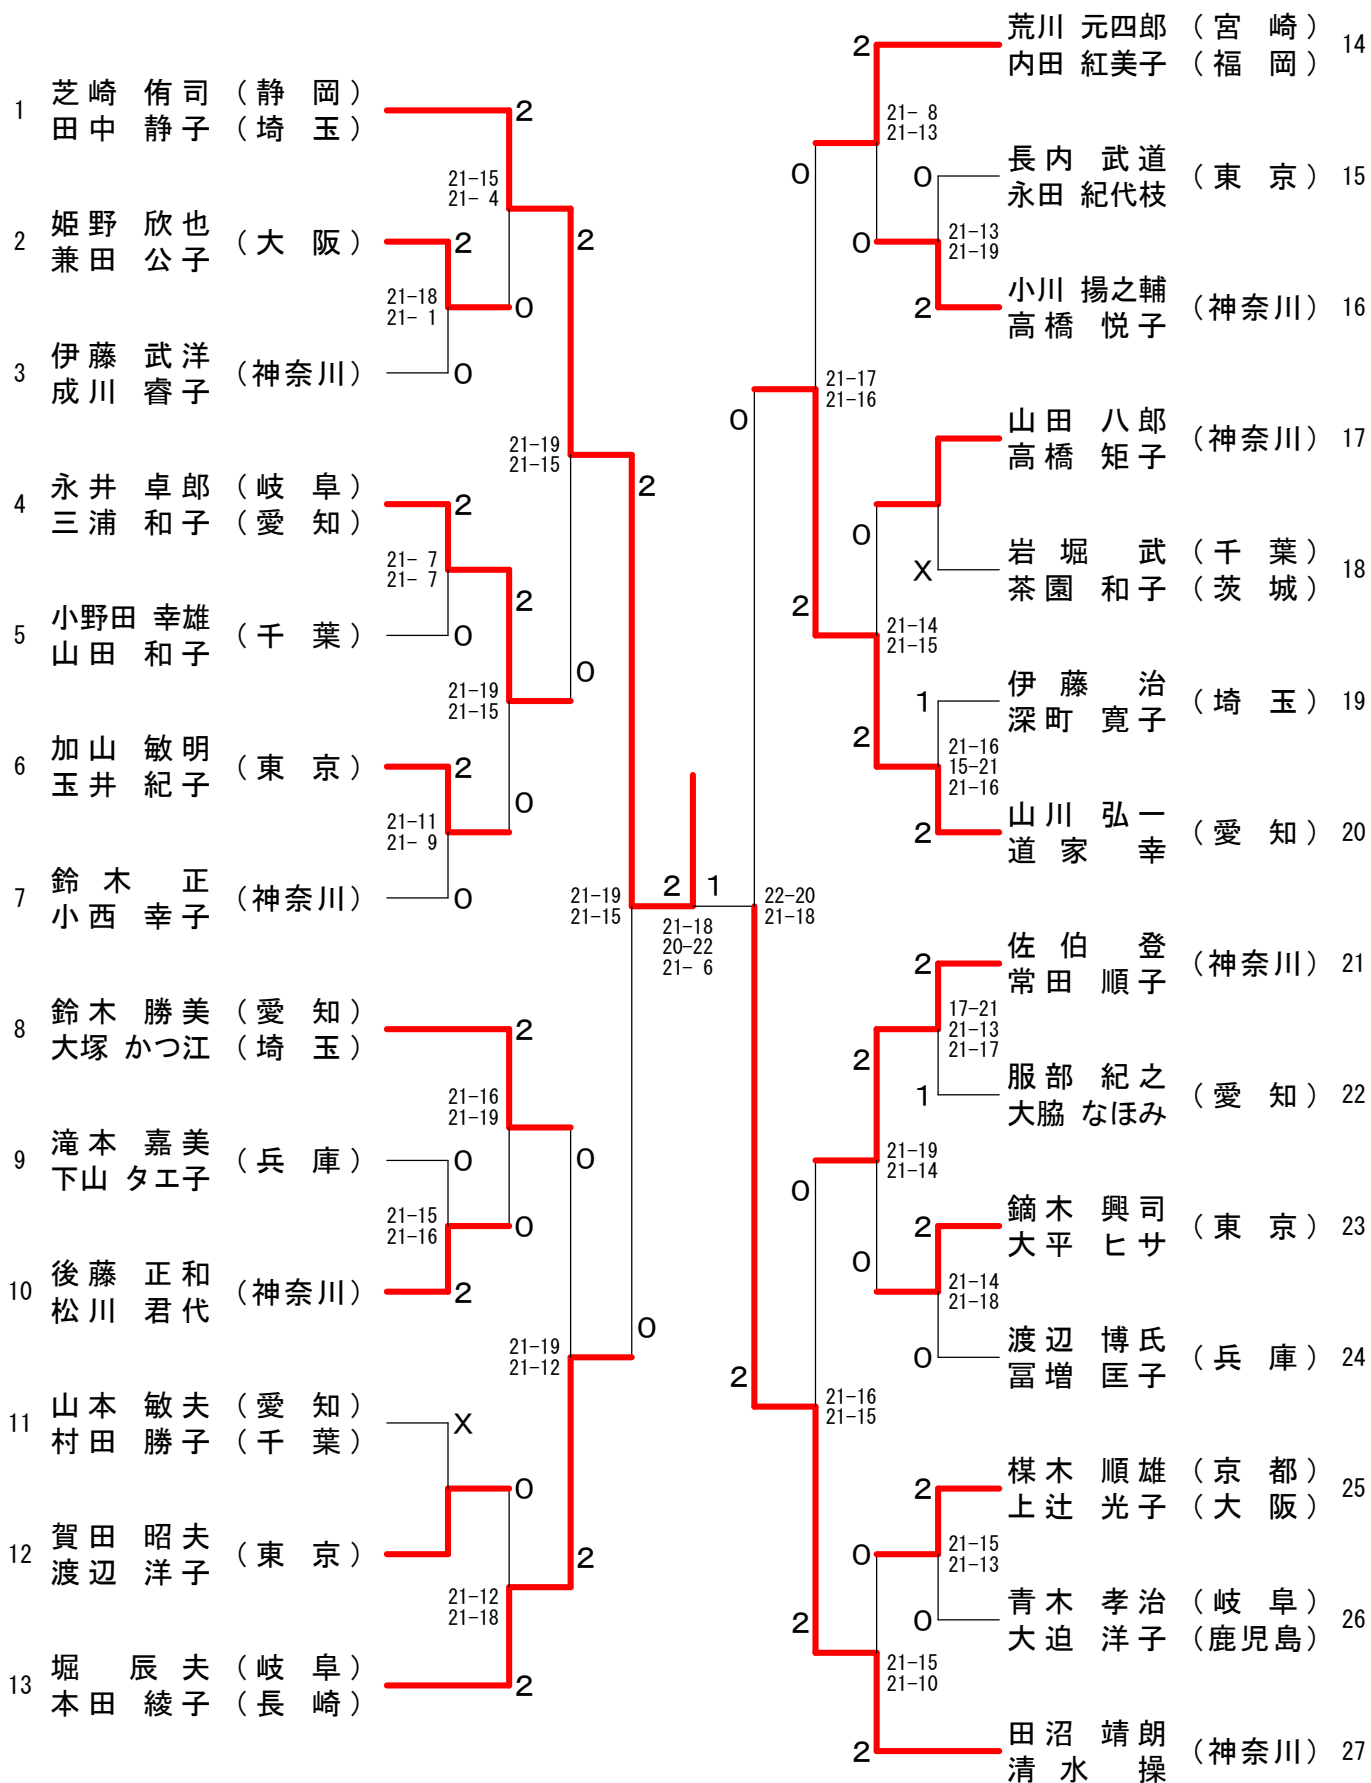 1 芝崎 侑司 (静 岡)
田中 静子 (埼 玉)
2
21-15
21- 4
2 姫野 欣也 (大 阪)
兼田 公子
2
2
21-18
21- 1
0
3 伊藤 武洋 (神奈川)
成川 睿子
0
21-19
21-15
2
4 永井 卓郎 (岐 阜)
三浦 和子 (愛 知)
2
21- 7
21- 7
2
5 小野田 幸雄 (千 葉)
山田 和子
0
0
21-19
21-15
6 加山 敏明 (東 京)
玉井 紀子
2
0
21-11
21- 9
7 鈴木 正 (神奈川)
小西 幸子
0
21-19
21-15
2
1
21-18
20-22
21- 6
22-20
21-18
8 鈴木 勝美 (愛 知)
大塚 かつ江 (埼 玉)
2
21-16
21-19
9 滝本 嘉美 (兵 庫)
下山 タエ子
0
0
21-15
21-16
0
10 後藤 正和 (神奈川)
松川 君代
2
0
21-19
21-12
11 山本 敏夫 (愛 知)
村田 勝子 (千 葉)
X
0
12 賀田 昭夫 (東 京)
渡辺 洋子
2
21-12
21-18
13 堀 辰夫 (岐 阜)
本田 綾子 (長 崎)
2
2
荒川 元四郎 (宮 崎) 14
内田 紅美子 (福 岡)
21- 8
21-13
0
0
長内 武道 (東 京) 15
永田 紀代枝
0
21-13
21-19
2
小川 揚之輔 (神奈川) 16
高橋 悦子
21-17
21-16
0
山田 八郎 (神奈川) 17
高橋 矩子
0
X
岩堀 武 (千 葉) 18
茶園 和子 (茨 城)
2
21-14
21-15
1
伊藤 治 (埼 玉) 19
深町 寛子
2
21-16
15-21
21-16
2
山川 弘一 (愛 知) 20
道家 幸
2
佐伯 登 (神奈川) 21
常田 順子
17-21
21-13
21-17
2
1
服部 紀之 (愛 知) 22
大脇 なほみ
21-19
21-14
0
2
鏑木 興司 (東 京) 23
大平 ヒサ
0
21-14
21-18
0
渡辺 博氏 (兵 庫) 24
冨増 匡子
2
21-16
21-15
2
楳木 順雄 (京 都) 25
上辻 光子 (大 阪)
0
21-15
21-13
2
0
青木 孝治 (岐 阜) 26
大迫 洋子 (鹿児島)
21-15
21-10
2
田沼 靖朗 (神奈川) 27
清水 操